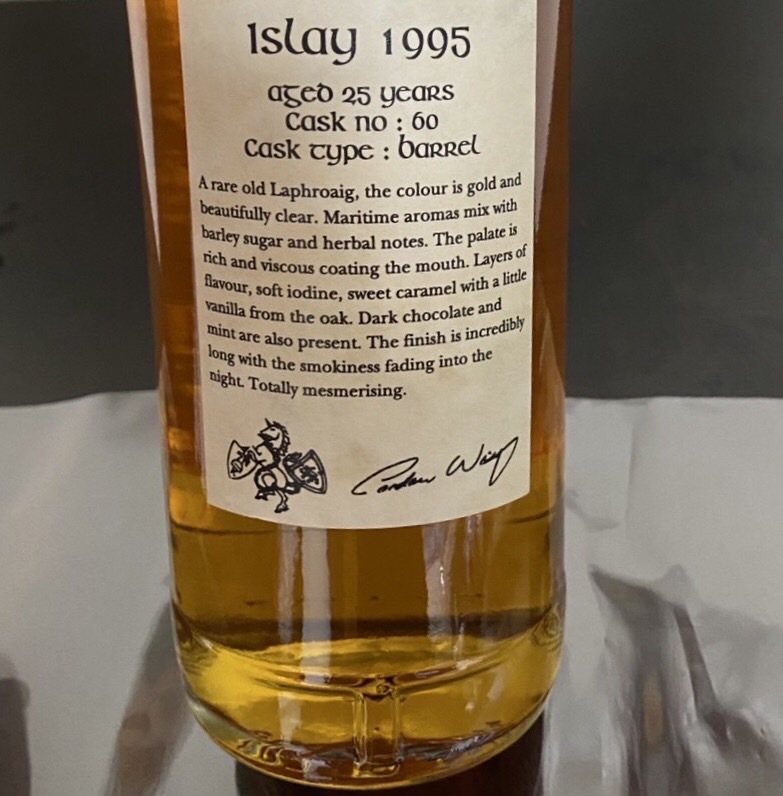 Islay 1995
aged 25 years
Cask no : 60
Cask type : barrel
A rare old Laphroaig, the colour is gold and
beautifully clear. Maritime aromas mix with
barley sugar and herbal notes. The palate is
rich and viscous coating the mouth. Layers of
flavour, soft iodine, sweet caramel with a little
vanilla from the oak. Dark chocolate and
mint are also present. The finish is incredibly
long with the smokiness fading into the
night. Totally mesmerising.